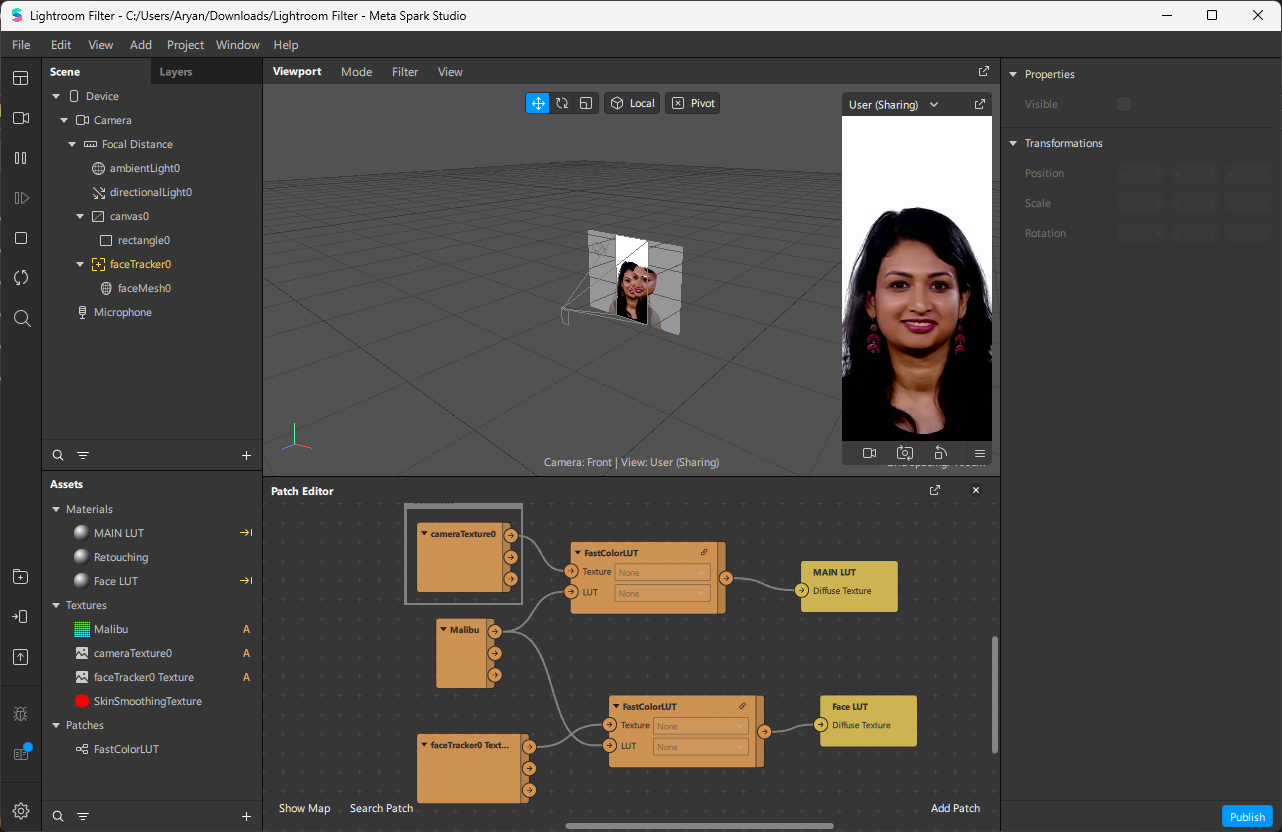 Lightroom Filter - C:/Users/Aryan/Downloads/Lightroom Filter - Meta Spark Studio
File Edit View Add Project Window Help
Scene Layers
Device
Camera
Focal Distance
ambientLight0
directionalLight0
canvas0
rectangle0
faceTracker0
faceMesh0
Microphone
Assets
Materials
MAIN LUT
Retouching
Face LUT
Textures
Malibu A
cameraTexture0 A
faceTracker0 Texture A
SkinSmoothingTexture
Patches
FastColorLUT
Viewport Mode Filter View
Local Pivot
User (Sharing)
Camera: Front | View: User (Sharing)
Patch Editor
cameraTexture0
FastColorLUT
Texture None
LUT None
MAIN LUT
Diffuse Texture
Malibu
faceTracker0 Text...
FastColorLUT
Texture None
LUT None
Face LUT
Diffuse Texture
Show Map Search Patch Add Patch
Properties
Visible
Transformations
Position
Scale
Rotation
Publish